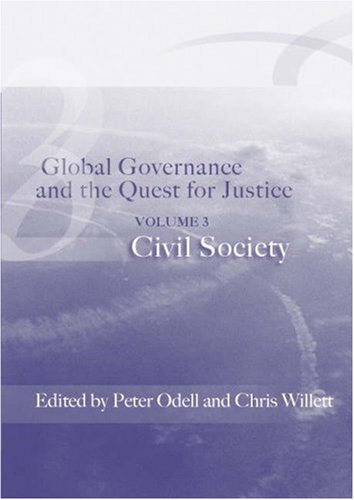 Global Governance
and the Quest for Justice
VOLUME 3
Civil Society
Edited by Peter Odell and Chris Willett